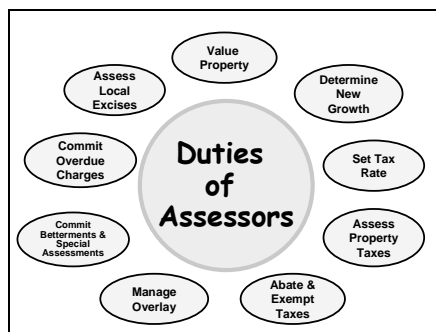 Value
Property
Determine
New
Growth
Set Tax
Rate
Assess
Property
Taxes
Abate &
Exempt
Taxes
Manage
Overlay
Commit
Betterments &
Special
Assessments
Commit
Overdue
Charges
Assess
Local
Excises
Duties
of
Assessors